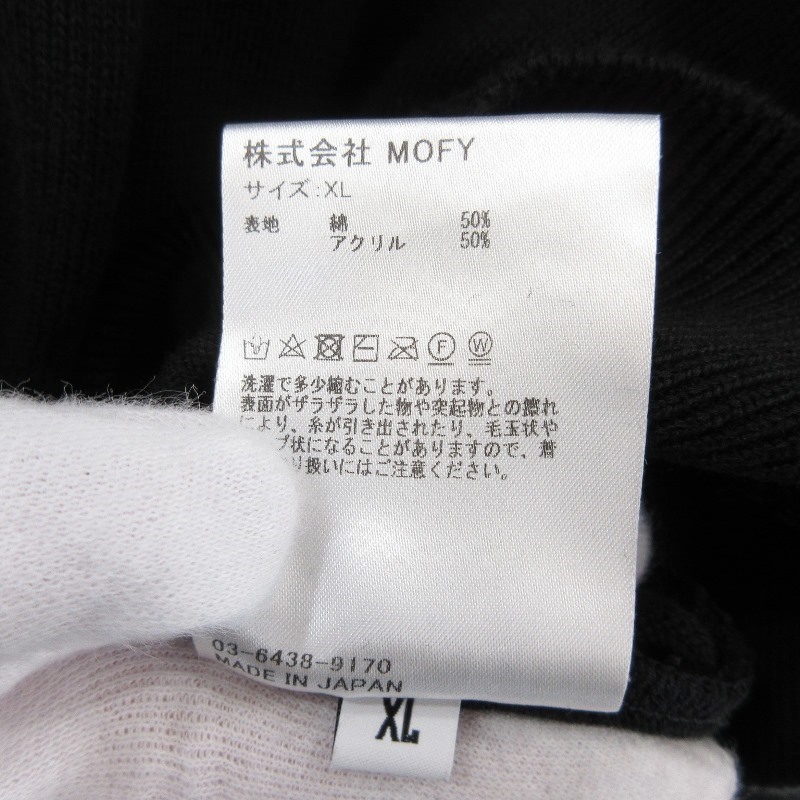 株式会社 MOFY
サイズ:XL
表地 綿 50%
アクリル 50%
F W
洗濯で多少縮むことがあります。
表面がザラザラした物や突起物との擦れ
により、糸が引き出されたり、毛玉状や
プ状になることがありますので、着
り扱いにはご注意ください。
03-6438-9170
MADE IN JAPAN
XL